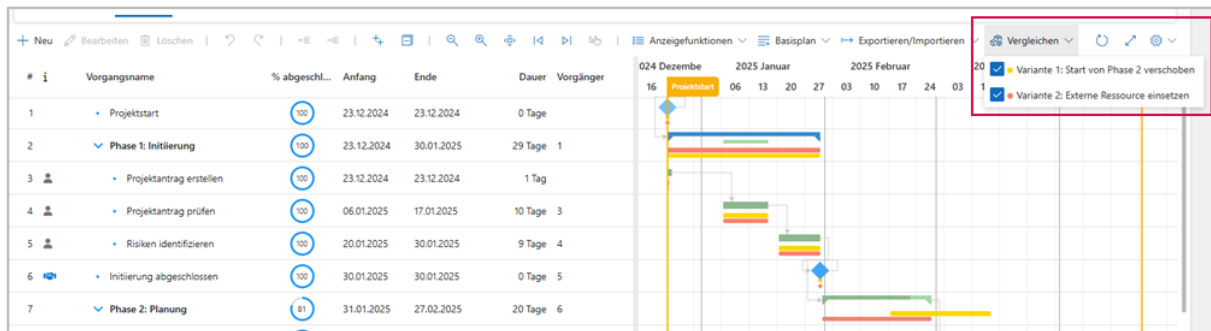 Neu Bearbeiten Löschen Anzeigefunktionen Basisplan Exportieren/Importieren Vergleichen
Variante 1: Start von Phase 2 verschoben
Variante 2: Externe Ressource einsetzen
# i Vorgangsname % abgeschl... Anfang Ende Dauer Vorgänger
024 Dezembe 2025 Januar 2025 Februar 20
16 Projektstart 06 13 20 27 03 10 17 24 03 1
1 Projektstart 100 23.12.2024 23.12.2024 0 Tage
2 Phase 1: Initiierung 100 23.12.2024 30.01.2025 29 Tage 1
3 Projektantrag erstellen 100 23.12.2024 23.12.2024 1 Tag
4 Projektantrag prüfen 100 06.01.2025 17.01.2025 10 Tage 3
5 Risiken identifizieren 100 20.01.2025 30.01.2025 9 Tage 4
6 Initiierung abgeschlossen 100 30.01.2025 30.01.2025 0 Tage 5
7 Phase 2: Planung 81 31.01.2025 27.02.2025 20 Tage 6